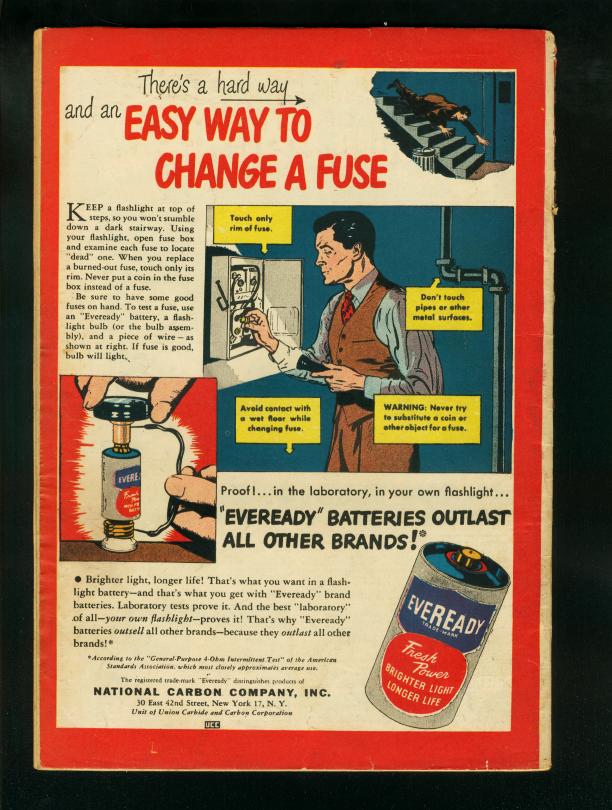 There's a hard way
and an EASY WAY TO
CHANGE A FUSE
KEEP a flashlight at top of
steps, so you won't stumble
down a dark stairway. Using
your flashlight, open fuse box
and examine each fuse to locate
"dead" one. When you replace
a burned-out fuse, touch only its
rim. Never put a coin in the fuse
box instead of a fuse.
Be sure to have some good
fuses on hand. To test a fuse, use
an "Eveready" battery, a flash-
light bulb (or the bulb assem-
bly), and a piece of wire—as
shown at right. If fuse is good,
bulb will light.
Touch only
rim of fuse.
Don't touch
pipes or other
metal surfaces.
Avoid contact with
a wet floor while
changing fuse.
WARNING: Never try
to substitute a coin or
other object for a fuse.
EVERE
Fresh
Proof!...in the laboratory, in your own flashlight...
"EVEREADY" BATTERIES OUTLAST
ALL OTHER BRANDS!*
● Brighter light, longer life! That's what you want in a flash-
light battery—and that's what you get with "Eveready" brand
batteries. Laboratory tests prove it. And the best "laboratory"
of all—your own flashlight—proves it! That's why "Eveready"
batteries outsell all other brands—because they outlast all other
brands!*
*According to the "General-Purpose 4-Ohm Intermittent Test" of the American
Standards Association, which most closely approximates average use.
The registered trade-mark "Eveready" distinguishes products of
NATIONAL CARBON COMPANY, INC.
30 East 42nd Street, New York 17, N. Y.
Unit of Union Carbide and Carbon Corporation
UCC
EVEREADY
TRADE-MARK
Fresh
Power
BRIGHTER LIGHT
LONGER LIFE